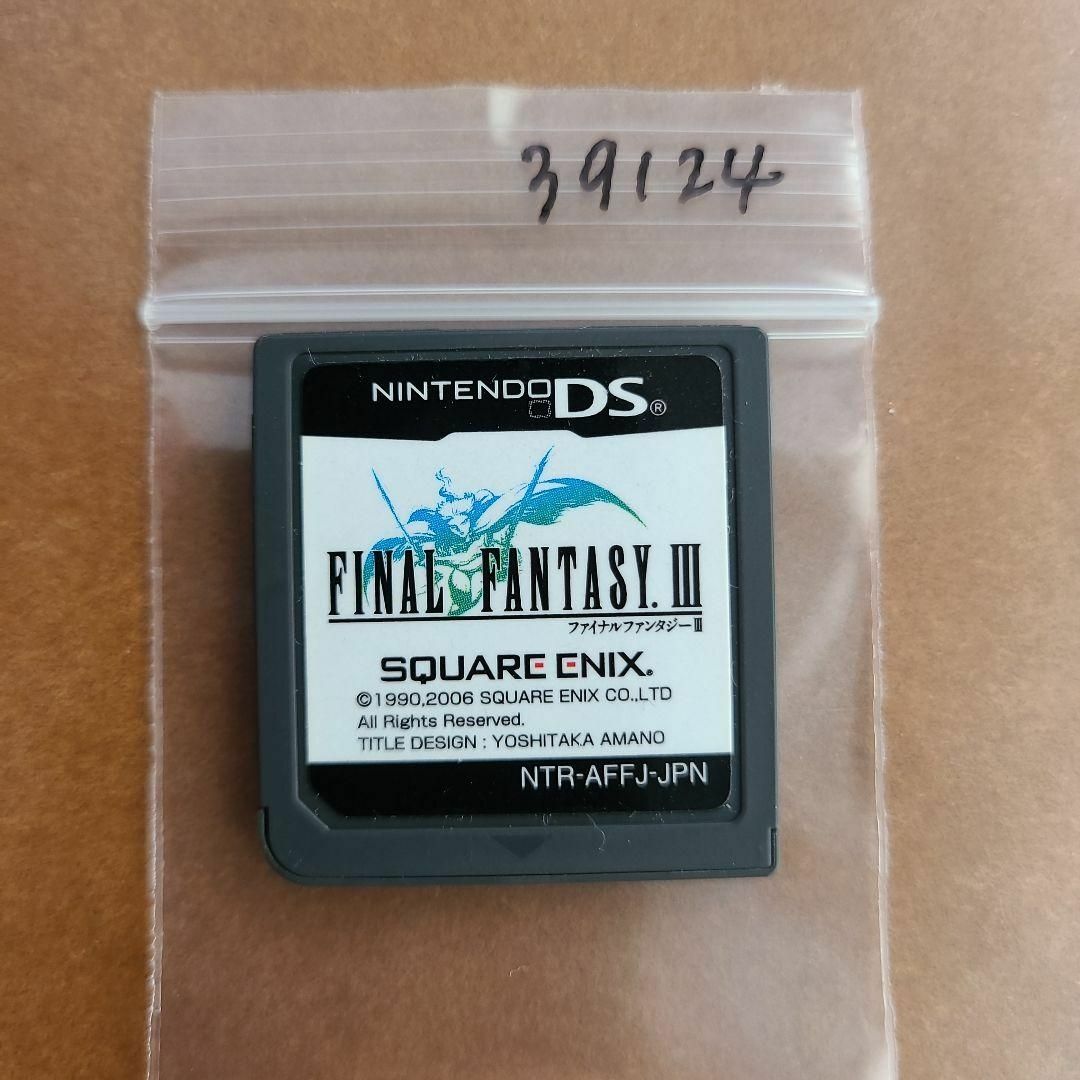 39124
NINTENDO DS®
FINAL FANTASY. III
ファイナルファンタジーIII
SQUARE ENIX.
©1990,2006 SQUARE ENIX CO.,LTD
All Rights Reserved.
TITLE DESIGN : YOSHITAKA AMANO
NTR-AFFJ-JPN